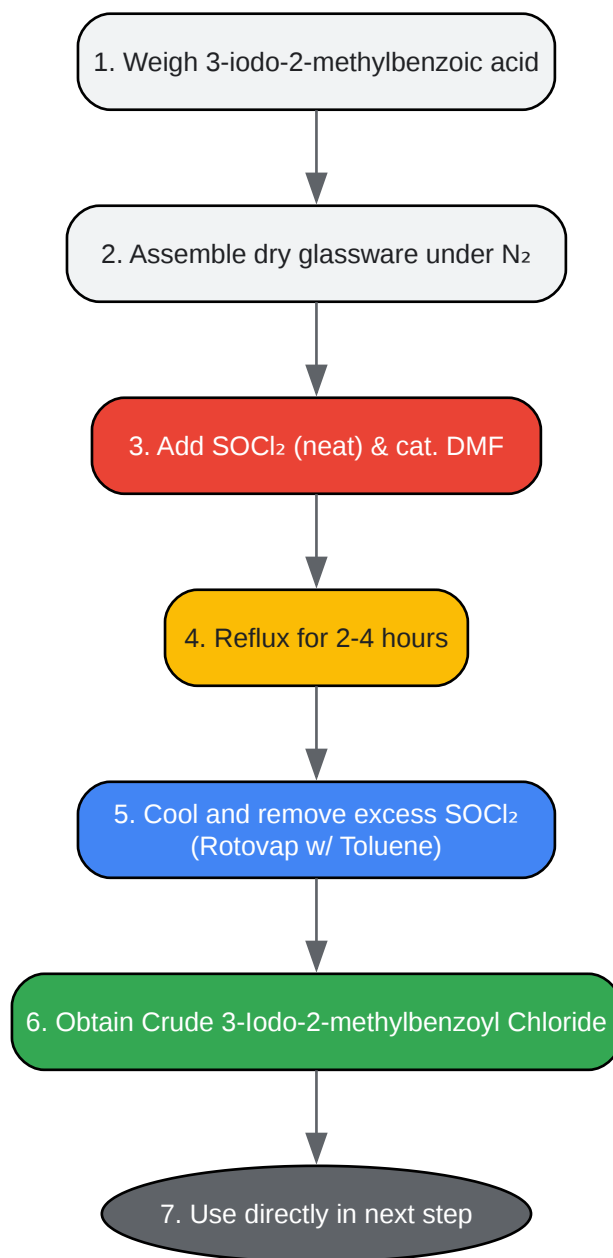 1. Weigh 3-iodo-2-methylbenzoic acid
2. Assemble dry glassware under N₂
3. Add SOCl₂ (neat) & cat. DMF
4. Reflux for 2-4 hours
5. Cool and remove excess SOCl₂
(Rotovap w/ Toluene)
6. Obtain Crude 3-Iodo-2-methylbenzoyl Chloride
7. Use directly in next step